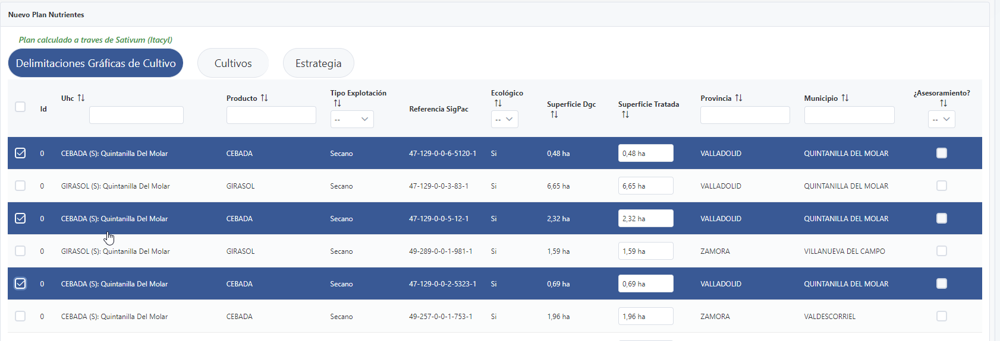 Nuevo Plan Nutrientes
Plan calculado a traves de Sativum (Itacyl)
Delimitaciones Gráficas de Cultivo Cultivos Estrategia
Id Uhc Producto Tipo Explotación Referencia SigPac Ecológico Superficie Dgc Superficie Tratada Provincia Municipio ¿Asesoramiento?
-- -- --
0 CEBADA (S): Quintanilla Del Molar CEBADA Secano 47-129-0-0-6-5120-1 Si 0,48 ha 0,48 ha VALLADOLID QUINTANILLA DEL MOLAR
0 GIRASOL (S): Quintanilla Del Molar GIRASOL Secano 47-129-0-0-3-83-1 Si 6,65 ha 6,65 ha VALLADOLID QUINTANILLA DEL MOLAR
0 CEBADA (S): Quintanilla Del Molar CEBADA Secano 47-129-0-0-5-12-1 Si 2,32 ha 2,32 ha VALLADOLID QUINTANILLA DEL MOLAR
0 GIRASOL (S): Quintanilla Del Molar GIRASOL Secano 49-289-0-0-1-981-1 Si 1,59 ha 1,59 ha ZAMORA VILLANUEVA DEL CAMPO
0 CEBADA (S): Quintanilla Del Molar CEBADA Secano 47-129-0-0-2-5323-1 Si 0,69 ha 0,69 ha VALLADOLID QUINTANILLA DEL MOLAR
0 CEBADA (S): Quintanilla Del Molar CEBADA Secano 49-257-0-0-1-753-1 Si 1,96 ha 1,96 ha ZAMORA VALDESCORRIEL